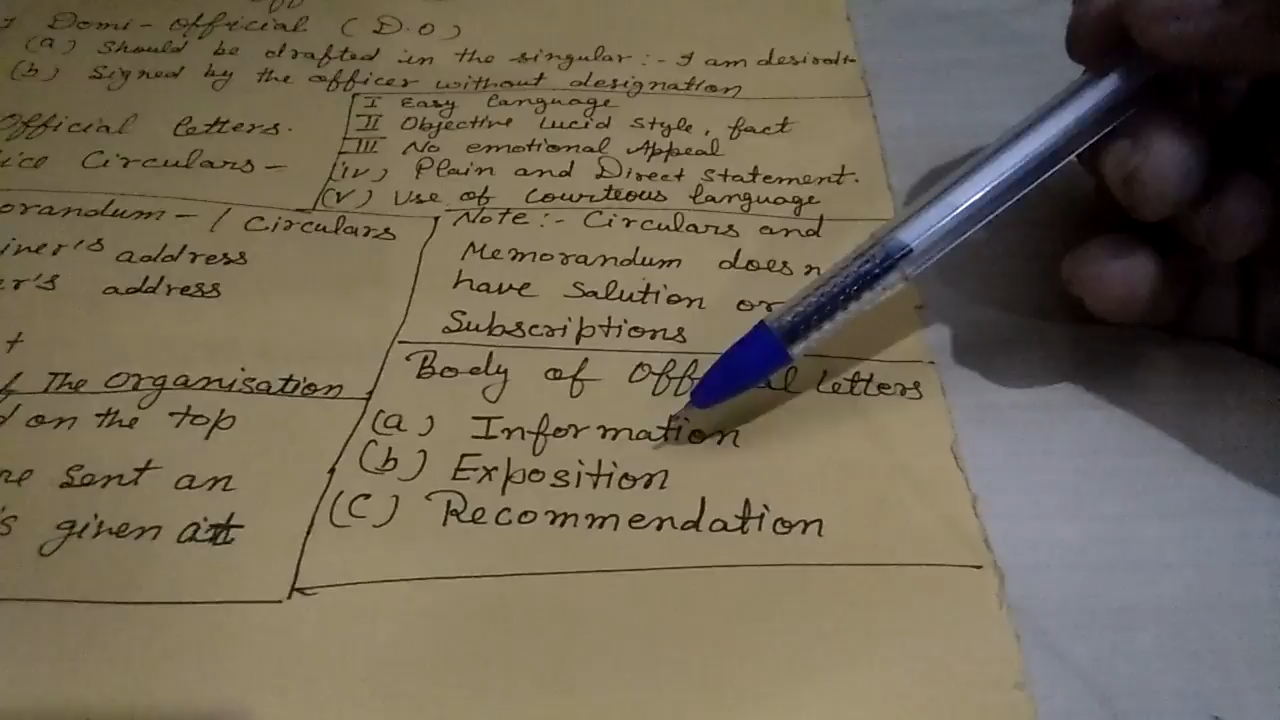 Domi-Official (D.O)
(a) Should be drafted in the singular :- I am desired to
(b) Signed by the officer without designation
I Easy language
Official letters.
II Objective Lucid style, fact
III No emotional Appeal
Circulars -
(iv) Plain and Direct Statement.
(v) Use of Courteous language
/ Circulars
Note :- Circulars and
address
Memorandum does
address
have Salution or
Subscriptions
The Organisation
Body of letters
on the top
(a) Information
(b) Exposition
Sent an
(C) Recommendation
given at